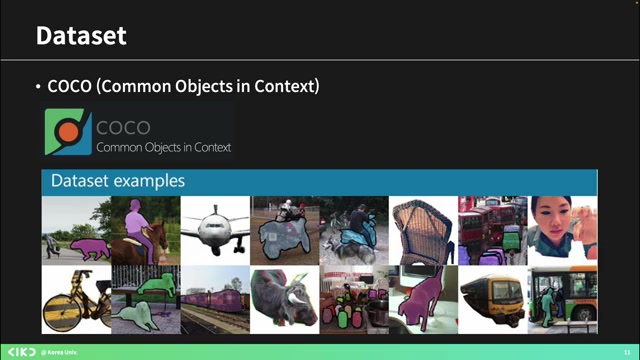 Dataset
• COCO (Common Objects in Context)
COCO
Common Objects in Context
Dataset examples
@ Korea Univ.
11